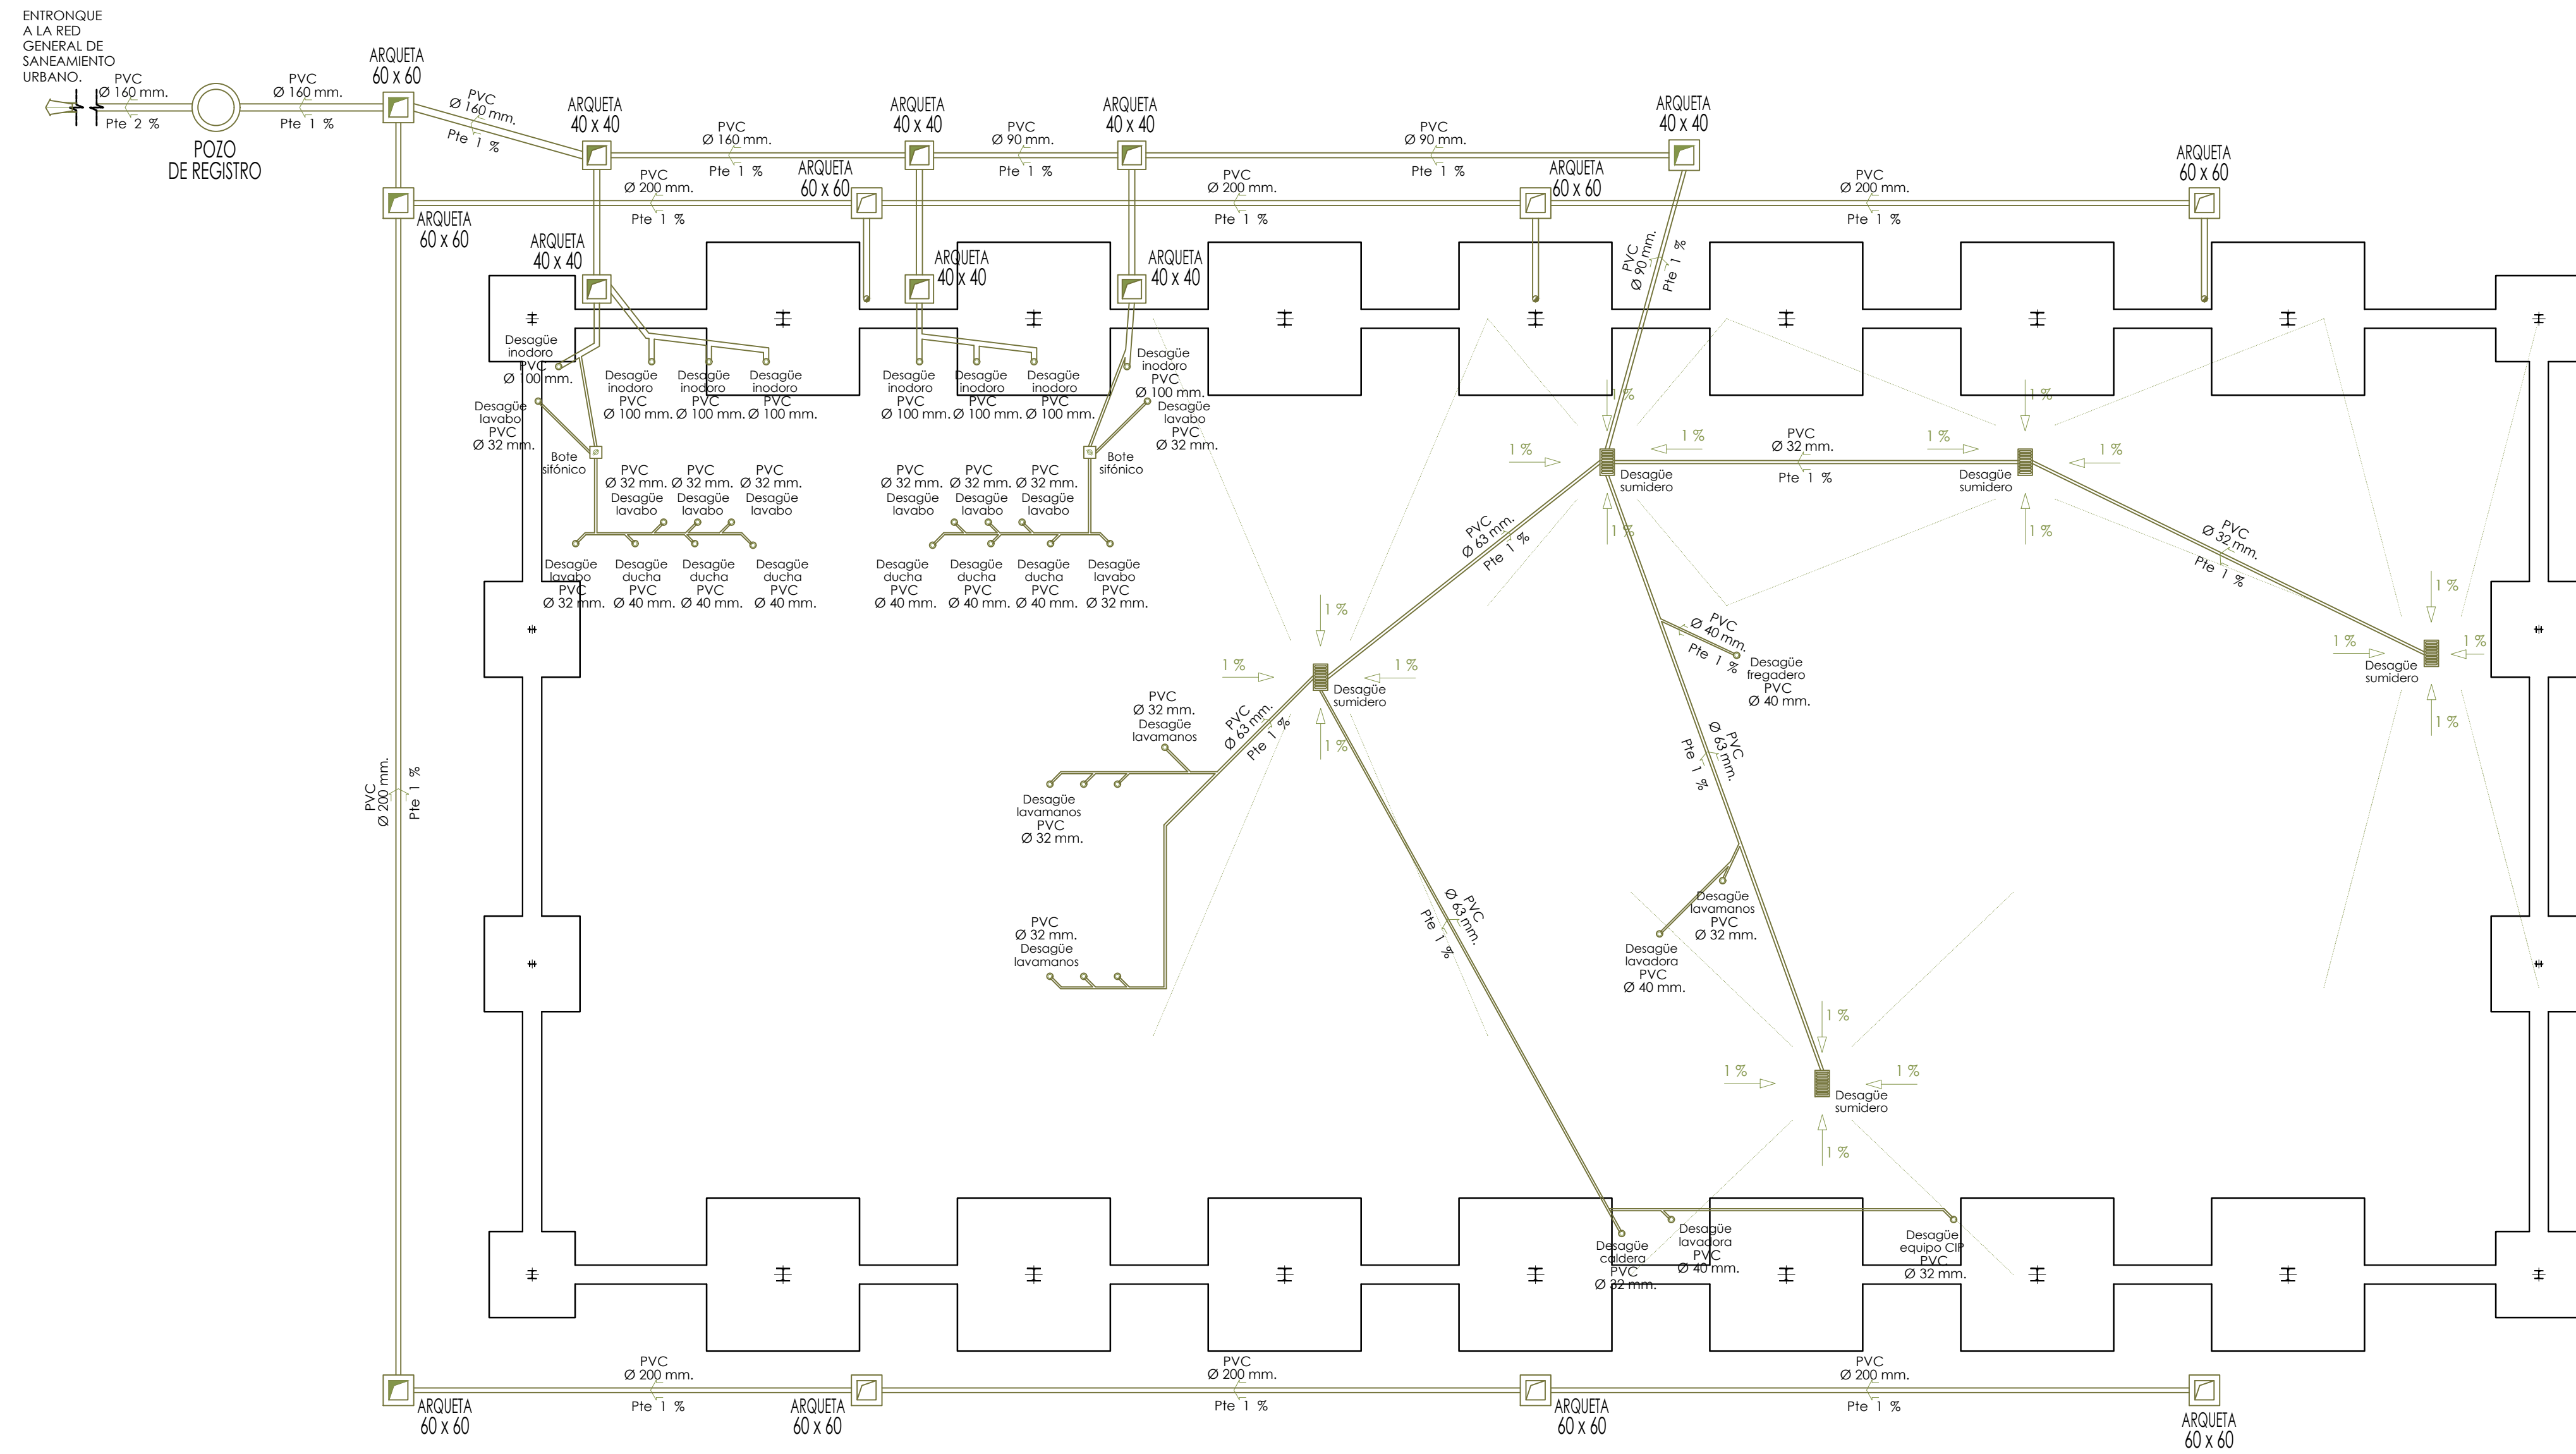 ENTRONQUE
A LA RED
GENERAL DE
SANEAMIENTO
URBANO.
PVC
Ø 160 mm.
Pte 2 %
POZO
DE REGISTRO
PVC
Ø 160 mm.
Pte 1 %
ARQUETA
60 x 60
PVC
Ø 160 mm.
Pte 1 %
ARQUETA
40 x 40
PVC
Ø 160 mm.
Pte 1 %
ARQUETA
40 x 40
PVC
Ø 90 mm.
Pte 1 %
ARQUETA
40 x 40
PVC
Ø 90 mm.
Pte 1 %
ARQUETA
40 x 40
ARQUETA
60 x 60
PVC
Ø 200 mm.
Pte 1 %
ARQUETA
60 x 60
PVC
Ø 200 mm.
Pte 1 %
ARQUETA
60 x 60
PVC
Ø 200 mm.
Pte 1 %
ARQUETA
60 x 60
ARQUETA
40 x 40
ARQUETA
40 x 40
ARQUETA
40 x 40
PVC
Ø 90 mm.
Pte 1 %
Desagüe
inodoro
PVC
Ø 100 mm.
Desagüe
inodoro
PVC
Ø 100 mm.
Desagüe
inodoro
PVC
Ø 100 mm.
Desagüe
inodoro
PVC
Ø 100 mm.
Desagüe
inodoro
PVC
Ø 100 mm.
Desagüe
inodoro
PVC
Ø 100 mm.
Desagüe
inodoro
PVC
Ø 100 mm.
Desagüe
inodoro
PVC
Ø 100 mm.
Desagüe
lavabo
PVC
Ø 32 mm.
Desagüe
lavabo
PVC
Ø 32 mm.
Bote
sifónico
Bote
sifónico
PVC
Ø 32 mm.
Desagüe
lavabo
PVC
Ø 32 mm.
Desagüe
lavabo
PVC
Ø 32 mm.
Desagüe
lavabo
PVC
Ø 32 mm.
Desagüe
lavabo
PVC
Ø 32 mm.
Desagüe
lavabo
PVC
Ø 32 mm.
Desagüe
lavabo
Desagüe
lavabo
PVC
Ø 32 mm.
Desagüe
ducha
PVC
Ø 40 mm.
Desagüe
ducha
PVC
Ø 40 mm.
Desagüe
ducha
PVC
Ø 40 mm.
Desagüe
ducha
PVC
Ø 40 mm.
Desagüe
ducha
PVC
Ø 40 mm.
Desagüe
ducha
PVC
Ø 40 mm.
Desagüe
lavabo
PVC
Ø 32 mm.
1 %
1 %
1 %
1 %
Desagüe
sumidero
PVC
Ø 32 mm.
Pte 1 %
1 %
1 %
1 %
1 %
Desagüe
sumidero
PVC
Ø 32 mm.
Pte 1 %
1 %
1 %
1 %
1 %
Desagüe
sumidero
PVC
Ø 63 mm.
Pte 1 %
1 %
1 %
1 %
1 %
Desagüe
sumidero
PVC
Ø 40 mm.
Pte 1 %
Desagüe
fregadero
PVC
Ø 40 mm.
PVC
Ø 63 mm.
Pte 1 %
PVC
Ø 32 mm.
Desagüe
lavamanos
PVC
Ø 63 mm.
Pte 1 %
Desagüe
lavamanos
PVC
Ø 32 mm.
PVC
Ø 32 mm.
Desagüe
lavamanos
PVC
Ø 63 mm.
Pte 1 %
Desagüe
lavamanos
PVC
Ø 32 mm.
Desagüe
lavadora
PVC
Ø 40 mm.
1 %
1 %
1 %
1 %
Desagüe
sumidero
PVC
Ø 200 mm.
Pte 1 %
Desagüe
caldera
PVC
Ø 32 mm.
Desagüe
lavadora
PVC
Ø 40 mm.
Desagüe
equipo CIP
PVC
Ø 32 mm.
ARQUETA
60 x 60
PVC
Ø 200 mm.
Pte 1 %
ARQUETA
60 x 60
PVC
Ø 200 mm.
Pte 1 %
ARQUETA
60 x 60
PVC
Ø 200 mm.
Pte 1 %
ARQUETA
60 x 60